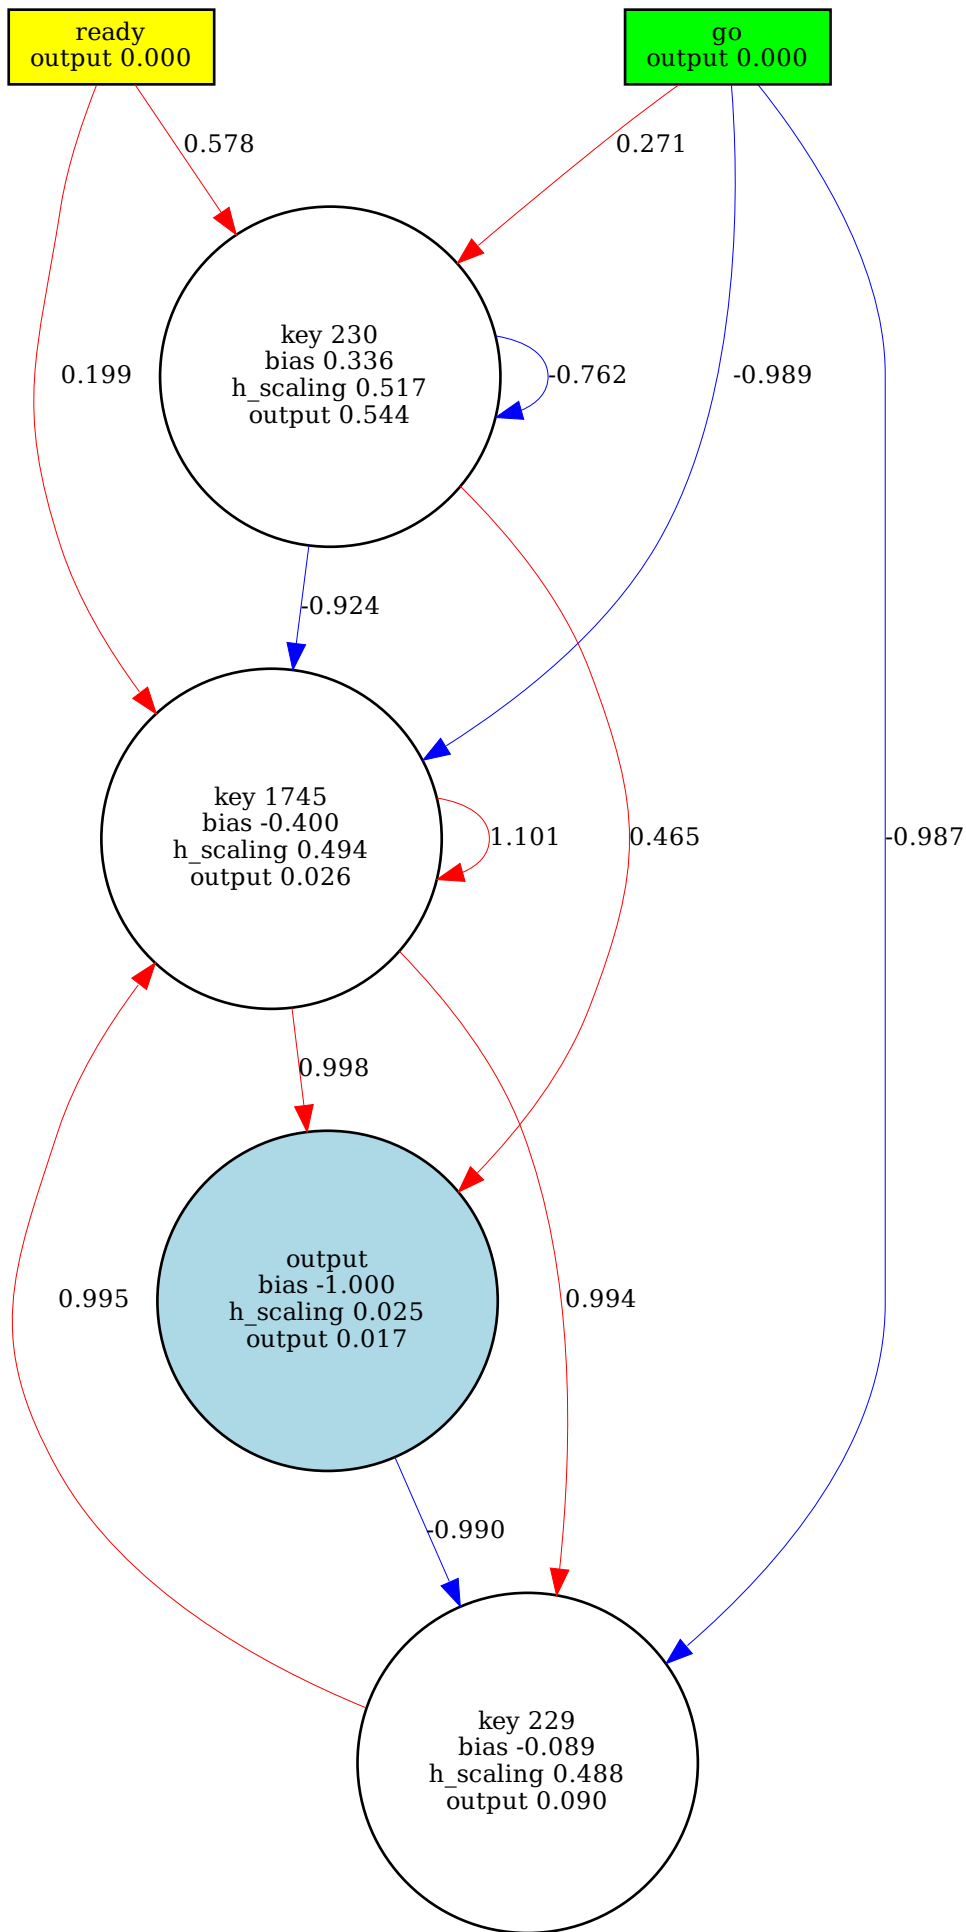 ready
output 0.000
go
output 0.000
0.578
0.271
key 230
bias 0.336
h_scaling 0.517
output 0.544
0.199
-0.762
-0.989
-0.924
key 1745
bias -0.400
h_scaling 0.494
output 0.026
1.101
0.465
-0.987
0.998
output
bias -1.000
h_scaling 0.025
output 0.017
0.995
0.994
-0.990
key 229
bias -0.089
h_scaling 0.488
output 0.090